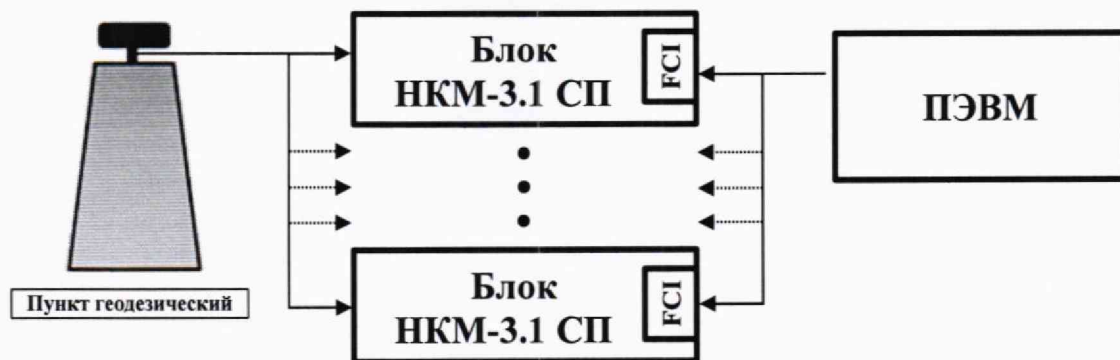 Блок
НКМ-3.1 СП
FCI
ПЭВМ
Пункт геодезический
Блок
НКМ-3.1 СП
FCI